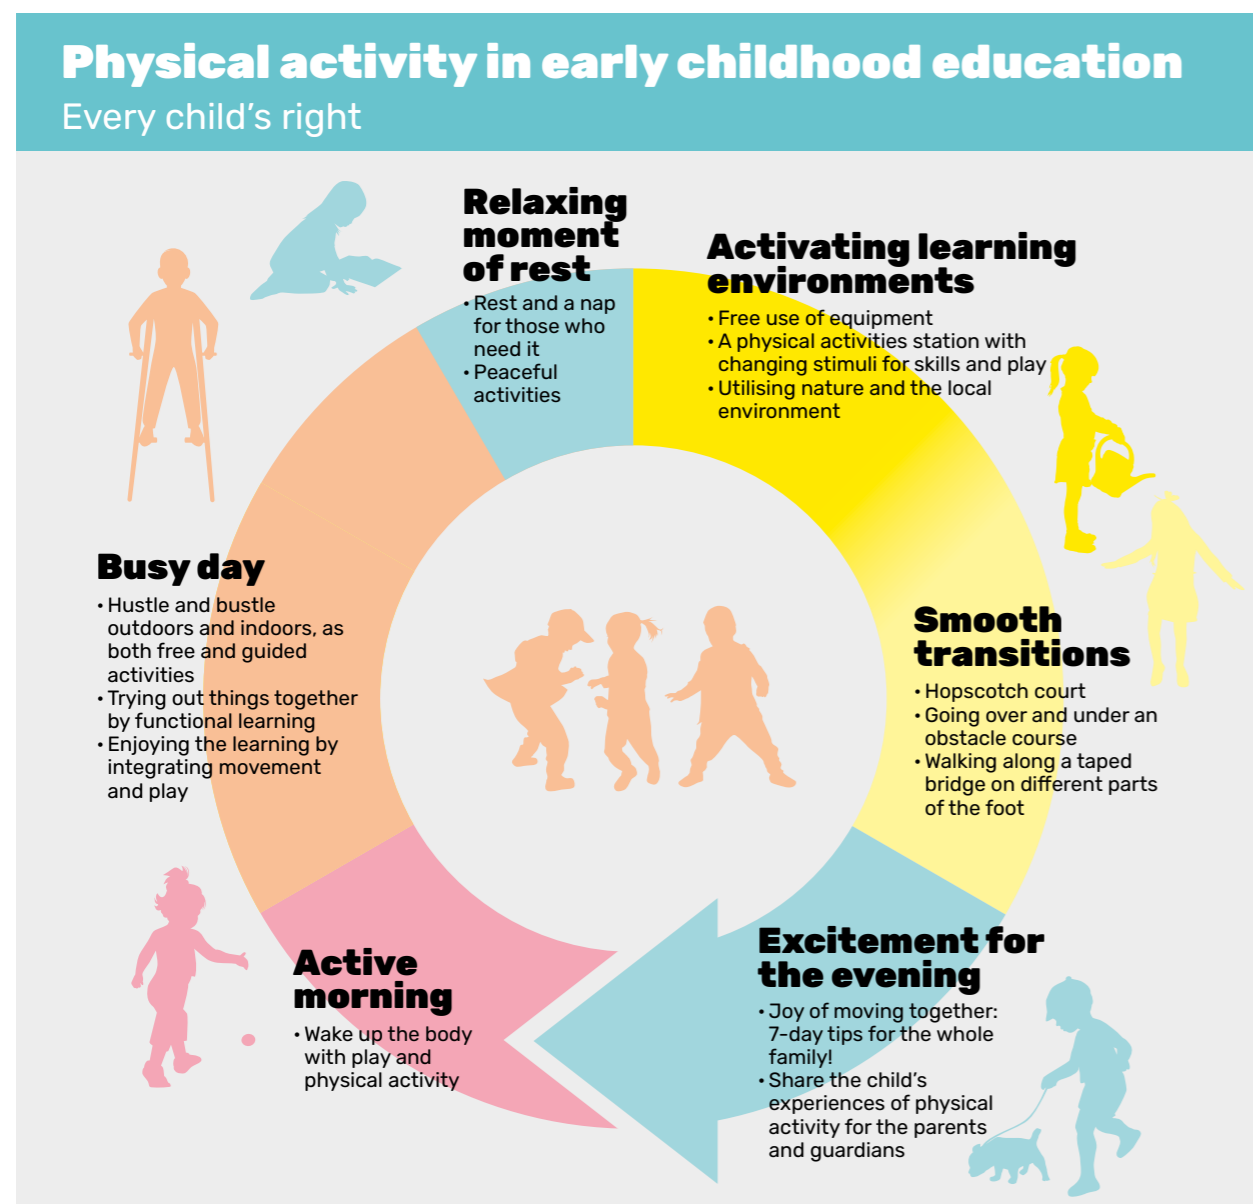 Physical activity in early childhood education
Every child's right
Relaxing
moment
of rest
• Rest and a nap
for those who
need it
• Peaceful
activities
Activating learning
environments
• Free use of equipment
• A physical activities station with
changing stimuli for skills and play
• Utilising nature and the local
environment
Smooth
transitions
• Hopscotch court
• Going over and under an
obstacle course
• Walking along a taped
bridge on different parts
of the foot
Excitement for
the evening
• Joy of moving together:
7-day tips for the whole
family!
• Share the child's
experiences of physical
activity for the parents
and guardians
Active
morning
• Wake up the body
with play and
physical activity
Busy day
• Hustle and bustle
outdoors and indoors, as
both free and guided
activities
• Trying out things together
by functional learning
• Enjoying the learning by
integrating movement
and play